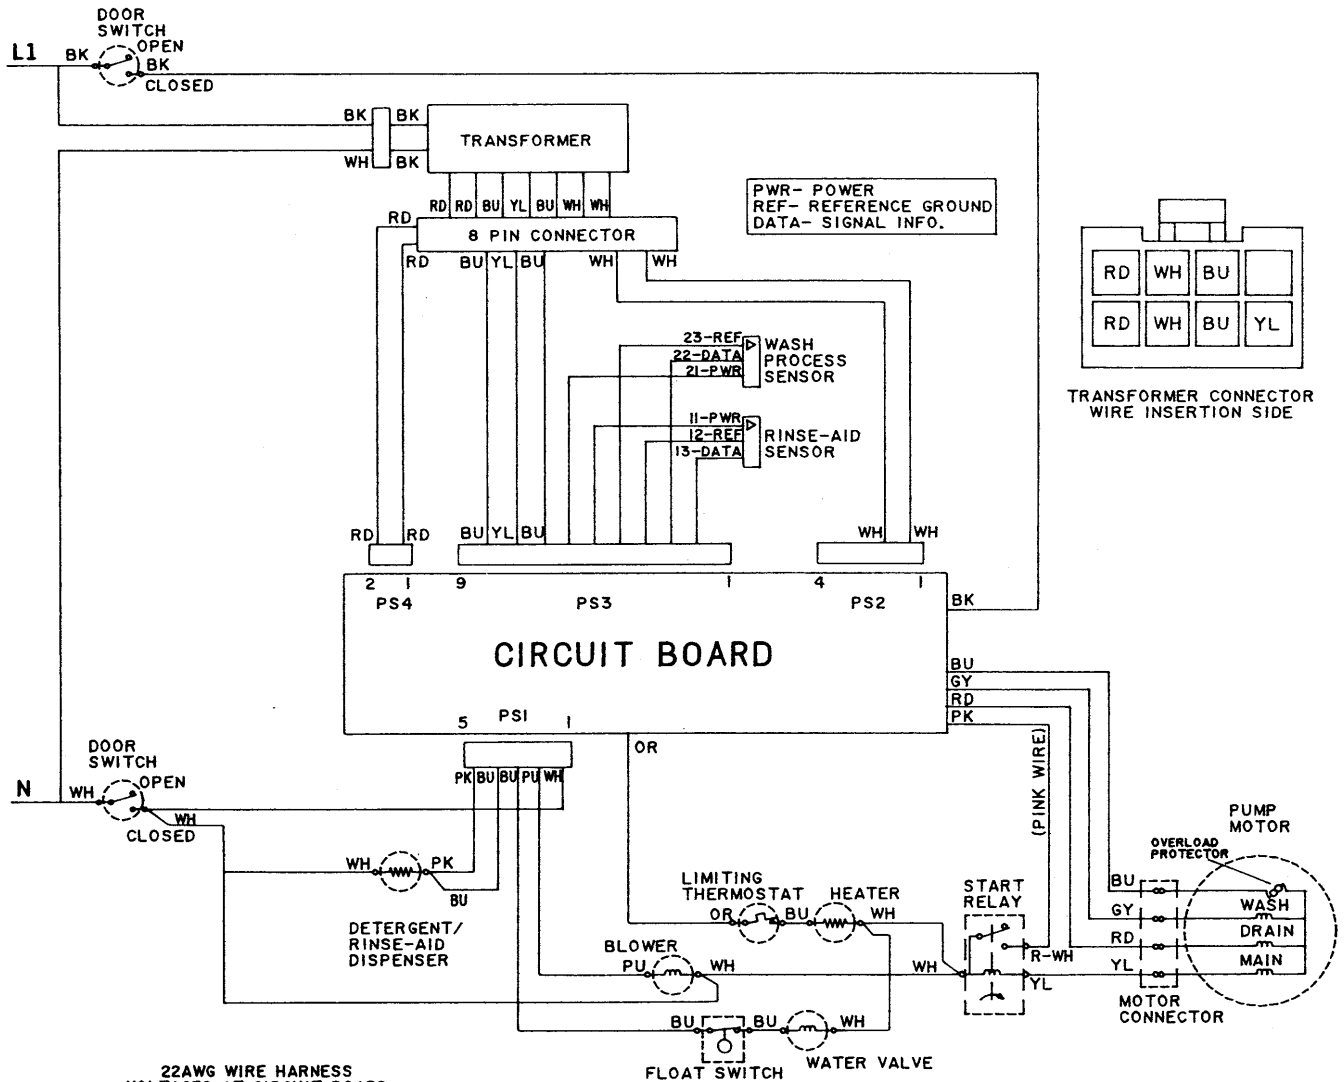 DOOR
SWITCH
OPEN
L1
BK
BK
CLOSED
BK
BK
WH
BK
TRANSFORMER
RD RD BU YL BU WH WH
RD
8 PIN CONNECTOR
RD
BU YL BU
WH
WH
PWR- POWER
REF- REFERENCE GROUND
DATA- SIGNAL INFO.
RD WH BU
RD WH BU YL
TRANSFORMER CONNECTOR
WIRE INSERTION SIDE
23-REF
22-DATA
21-PWR
WASH
PROCESS
SENSOR
11-PWR
12-REF
13-DATA
RINSE-AID
SENSOR
RD
RD
BU YL BU
WH
WH
2 1
PS4
9 1
PS3
4 1
PS2
BK
CIRCUIT BOARD
BU
GY
RD
PK
5 PS1 1
OR
(PINK WIRE)
PK BU BU PU WH
DOOR
SWITCH
OPEN
N
WH
WH
CLOSED
WH
PK
BU
DETERGENT/
RINSE-AID
DISPENSER
LIMITING
THERMOSTAT
OR
BU
HEATER
WH
BLOWER
PU
WH
WH
START
RELAY
R-WH
YL
PUMP
MOTOR
OVERLOAD
PROTECTOR
BU
GY
RD
YL
WASH
DRAIN
MAIN
MOTOR
CONNECTOR
BU
BU
WH
FLOAT SWITCH
WATER VALVE
22AWG WIRE HARNESS